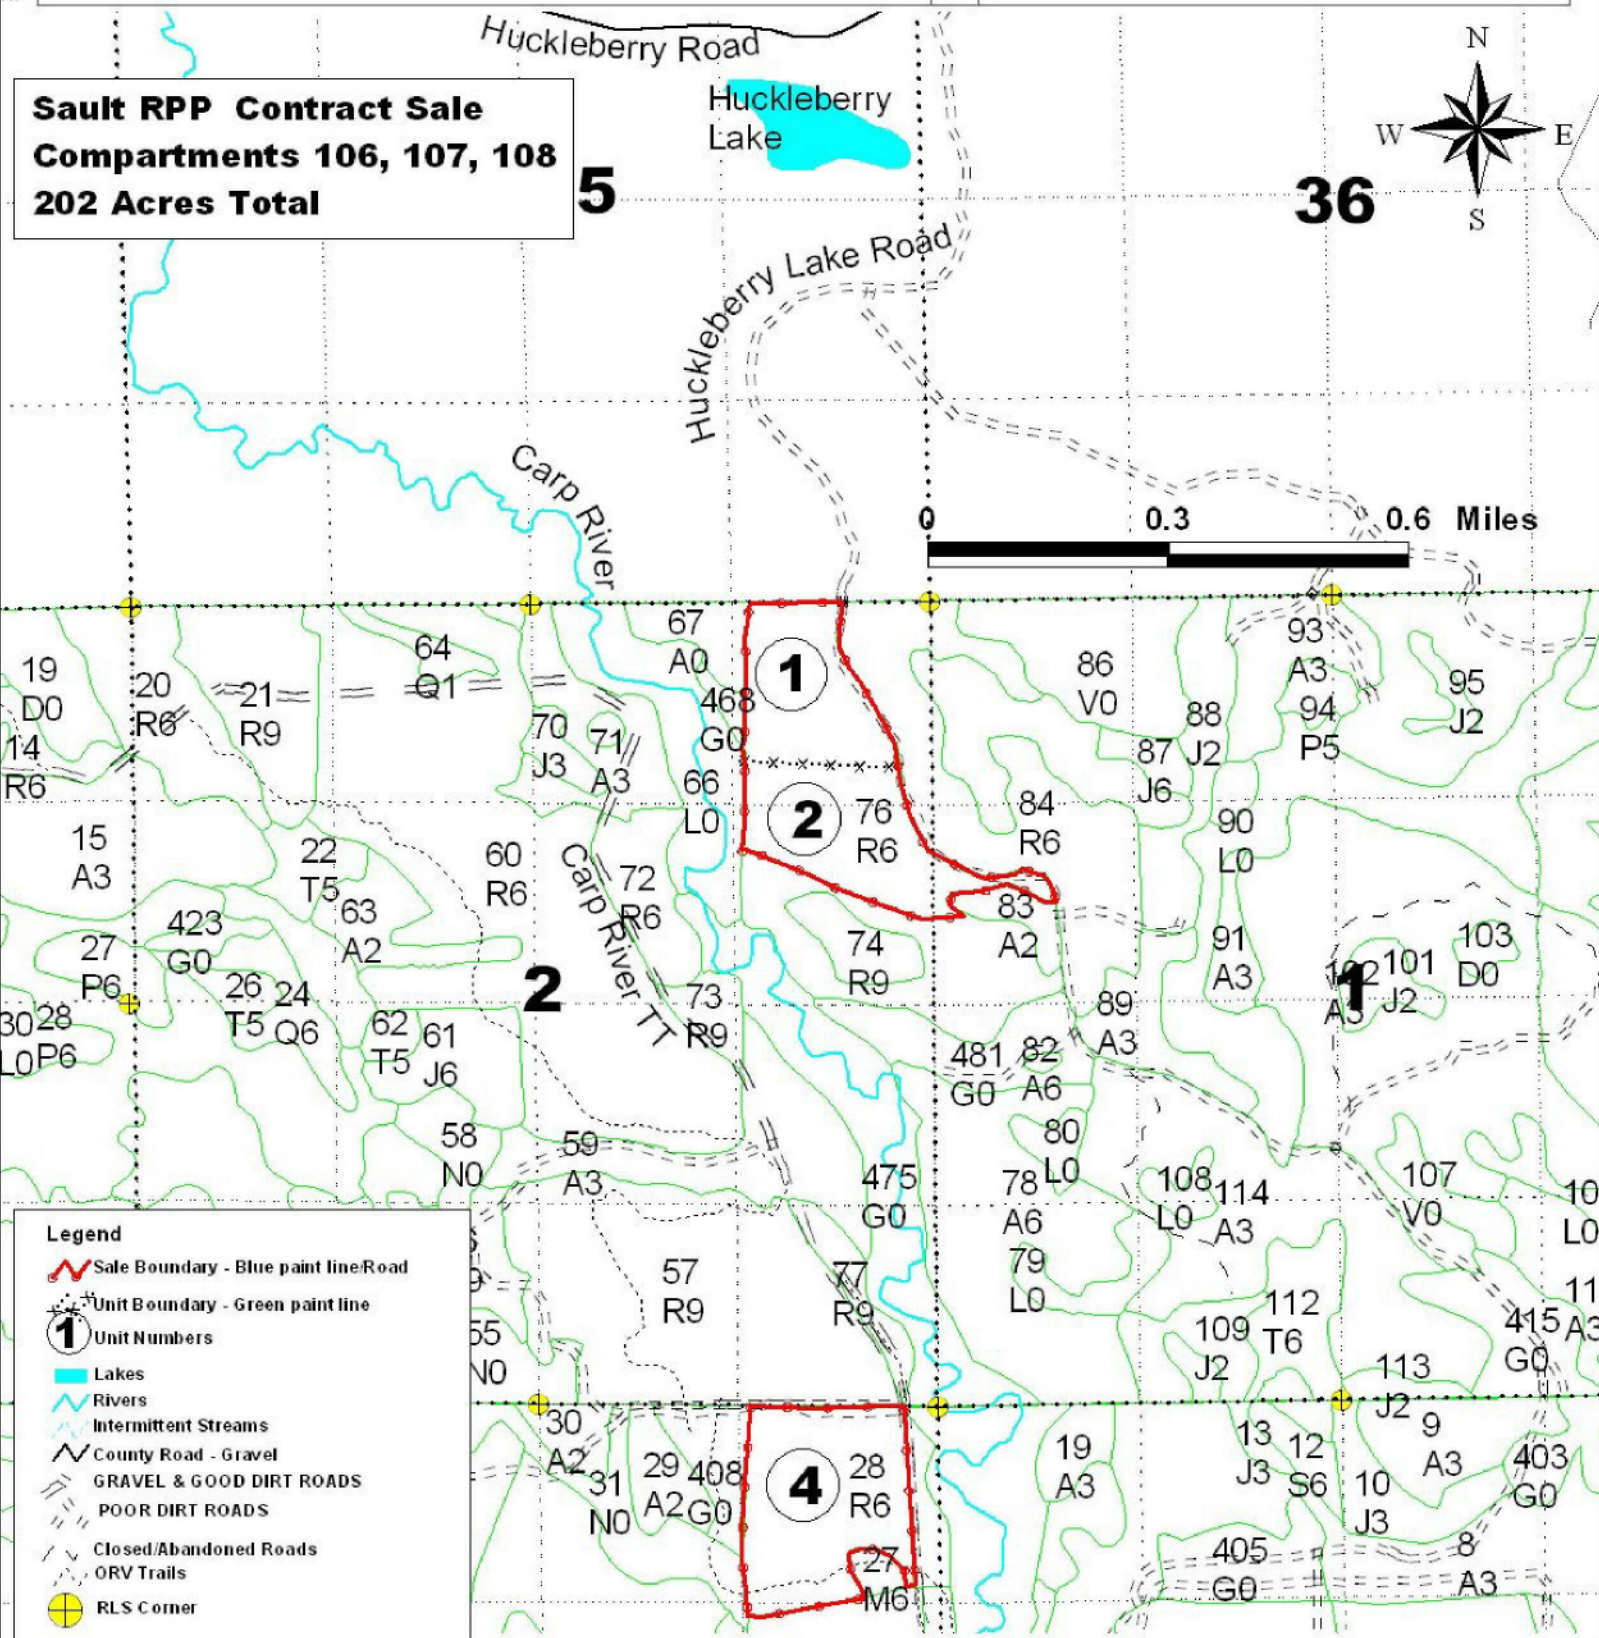 Huckleberry Road
N
W E
S
Sault RPP Contract Sale
Compartments 106, 107, 108
202 Acres Total
Huckleberry
Lake
5
36
Huckleberry Lake Road
Carp River
0 0.3 0.6 Miles
67
A0
64
Q1
19
D0
20
R6
21
R9
14
R6
468
G0
1
70
J3
71
A3
66
L0
2
76
R6
86
V0
88
J2
87
J6
93
A3
94
P5
95
J2
84
R6
90
L0
15
A3
22
T5
60
R6
72
R6
Carp River TT
63
A2
423
G0
27
P6
26
T5
24
Q6
30
L0
28
P6
62
T5
61
J6
2
73
R9
74
R9
83
A2
91
A3
102
A3
1
101
J2
103
D0
89
A3
481
G0
82
A6
80
L0
58
N0
59
A3
475
G0
78
A6
108
L0
114
A3
107
V0
10
L0
79
L0
57
R9
77
R9
112
T6
109
J2
415
G0
11
A3
113
J2
55
N0
30
A2
31
N0
29
A2
408
G0
4
28
R6
27
M6
19
A3
13
J3
12
S6
10
J3
9
A3
403
G0
405
G0
8
A3
Legend
Sale Boundary - Blue paint line/Road
Unit Boundary - Green paint line
1 Unit Numbers
Lakes
Rivers
Intermittent Streams
County Road - Gravel
GRAVEL & GOOD DIRT ROADS
POOR DIRT ROADS
Closed/Abandoned Roads
ORV Trails
RLS Corner